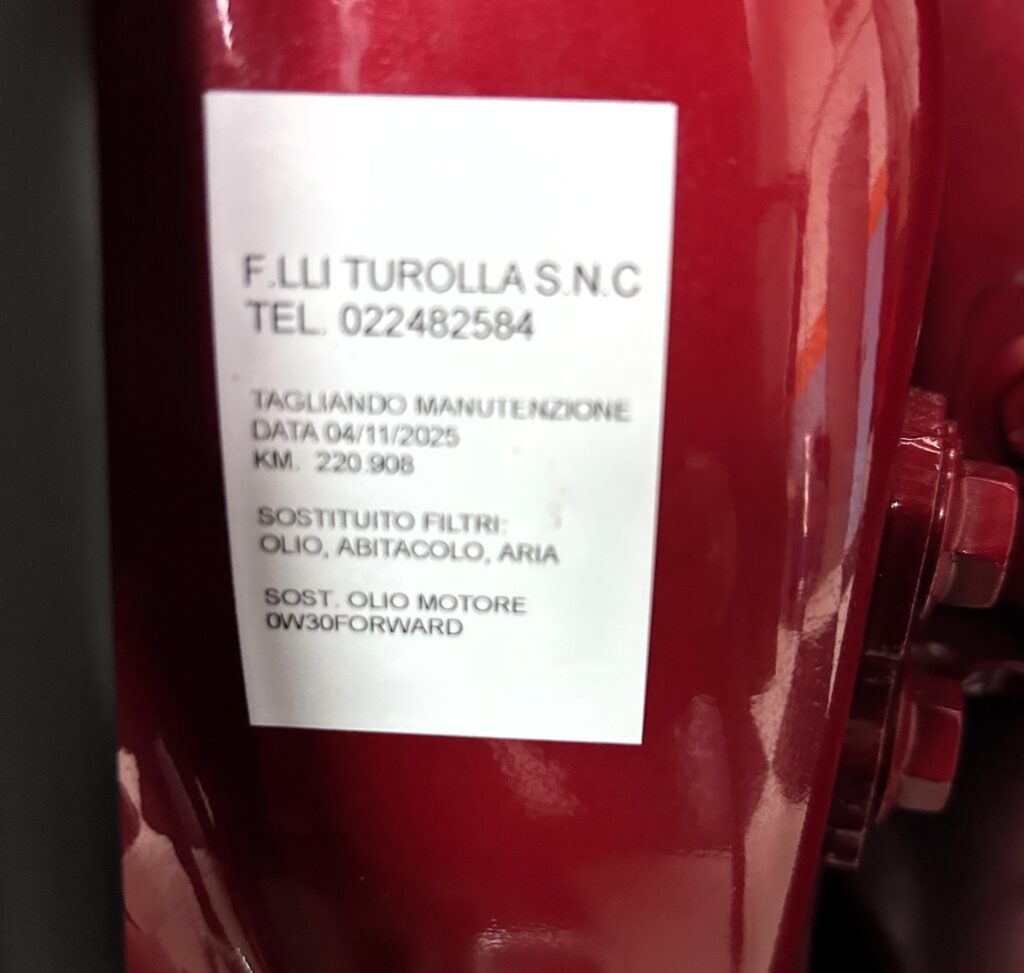 F.LLI TUROLLA S.N.C
TEL. 022482584
TAGLIANDO MANUTENZIONE
DATA 04/11/2025
KM. 220.908
SOSTITUITO FILTRI:
OLIO, ABITACOLO, ARIA
SOST. OLIO MOTORE
0W30FORWARD